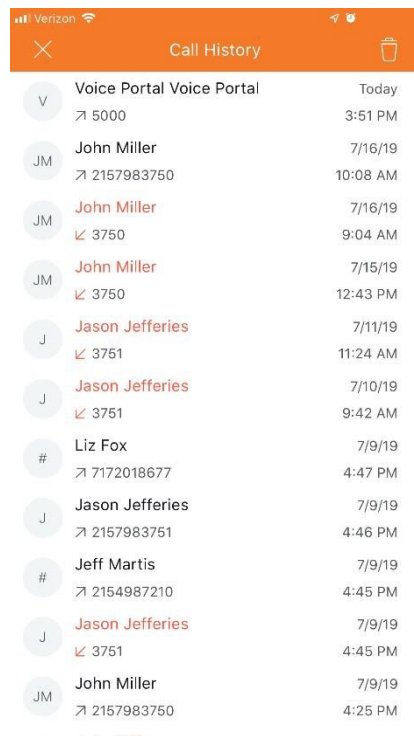 Verizon
Call History
V
Voice Portal Voice Portal
Today
5000
3:51 PM
JM
John Miller
7/16/19
2157983750
10:08 AM
JM
John Miller
7/16/19
3750
9:04 AM
JM
John Miller
7/15/19
3750
12:43 PM
J
Jason Jefferies
7/11/19
3751
11:24 AM
J
Jason Jefferies
7/10/19
3751
9:42 AM
#
Liz Fox
7/9/19
7172018677
4:47 PM
J
Jason Jefferies
7/9/19
2157983751
4:46 PM
#
Jeff Martis
7/9/19
2154987210
4:45 PM
J
Jason Jefferies
7/9/19
3751
4:45 PM
JM
John Miller
7/9/19
2157983750
4:25 PM